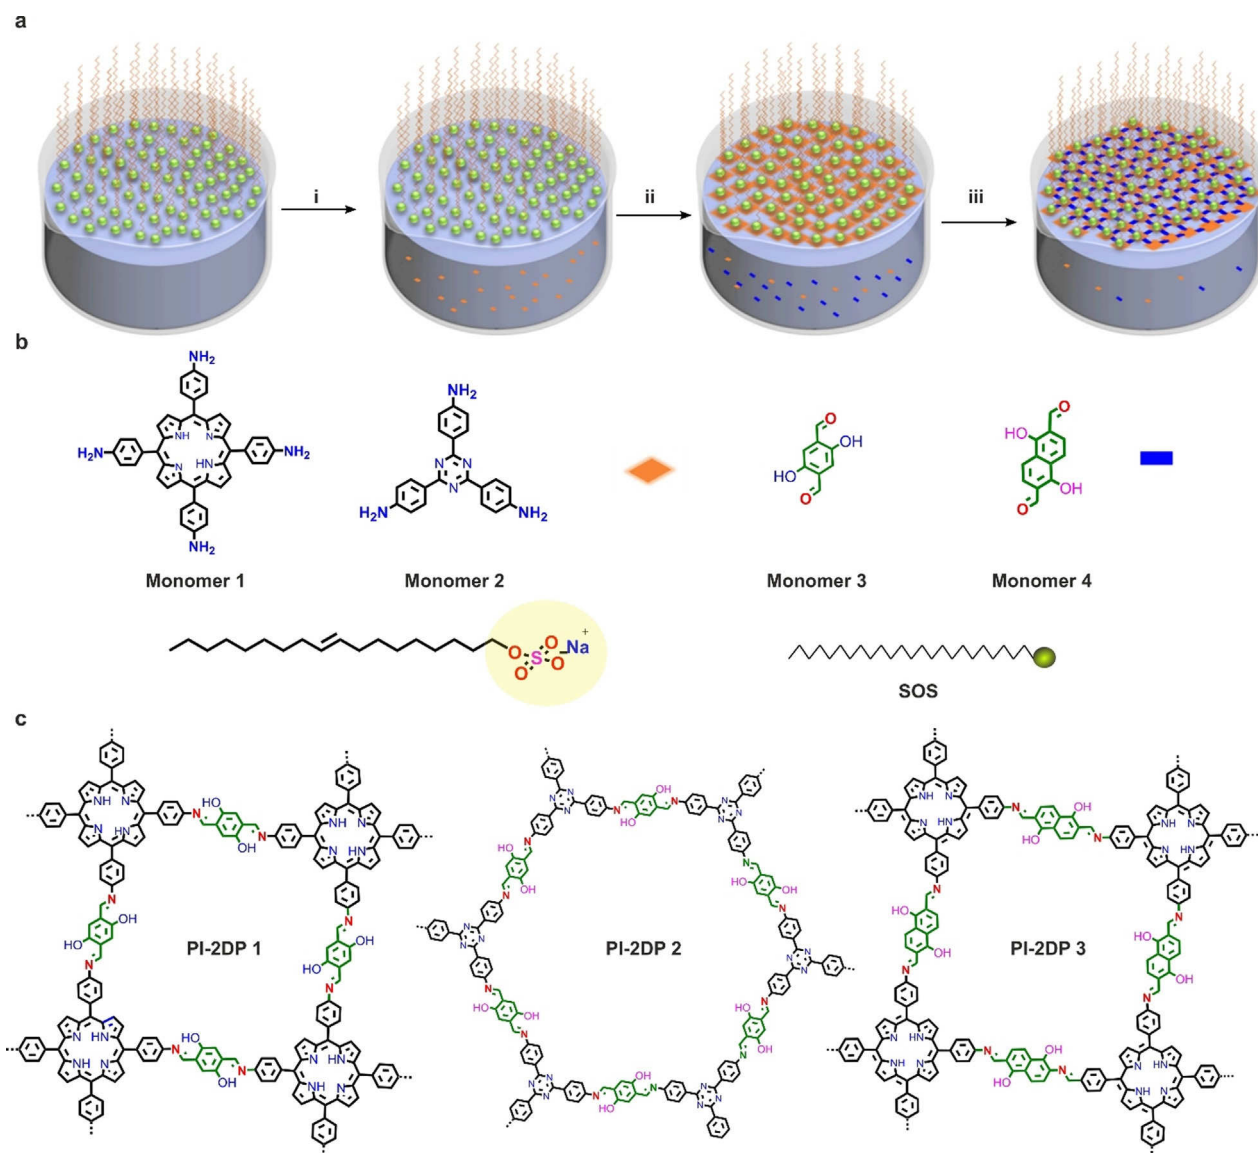 a
i
ii
iii
b
NH2
H2N
NH
N
N
HN
NH2
NH2
NH2
N
N
N
H2N
NH2
O
OH
HO
O
O
HO
OH
O
Monomer 1
Monomer 2
Monomer 3
Monomer 4
O
S
O
O
O
Na
+
SOS
c
PI-2DP 1
PI-2DP 2
PI-2DP 3